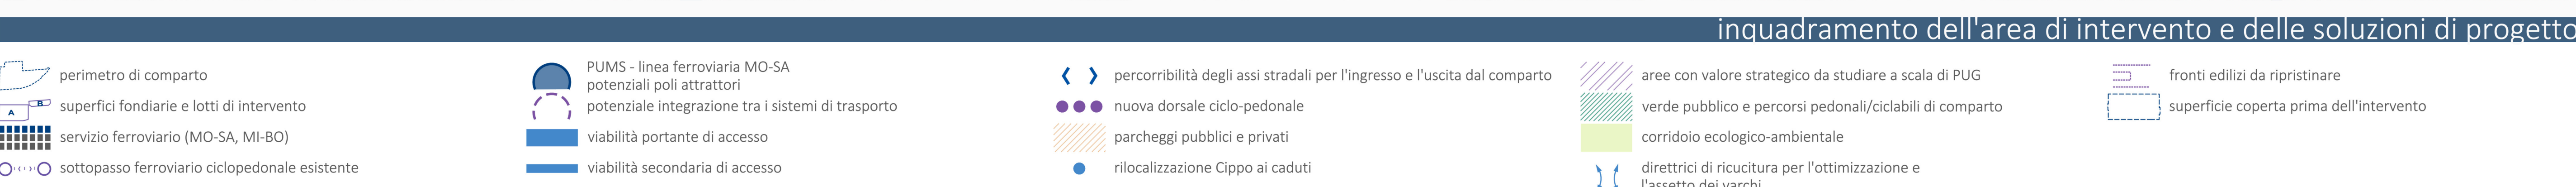 inquadramento dell'area di intervento e delle soluzioni di progetto
perimetro di comparto
A B
superfici fondiarie e lotti di intervento
servizio ferroviario (MO-SA, MI-BO)
sottopasso ferroviario ciclopedonale esistente
PUMS - linea ferroviaria MO-SA
potenziali poli attrattori
potenziale integrazione tra i sistemi di trasporto
viabilità portante di accesso
viabilità secondaria di accesso
percorribilità degli assi stradali per l'ingresso e l'uscita dal comparto
nuova dorsale ciclo-pedonale
parcheggi pubblici e privati
rilocalizzazione Cippo ai caduti
aree con valore strategico da studiare a scala di PUG
verde pubblico e percorsi pedonali/ciclabili di comparto
corridoio ecologico-ambientale
direttrici di ricucitura per l'ottimizzazione e
l'assetto dei varchi
fronti edilizi da ripristinare
superficie coperta prima dell'intervento